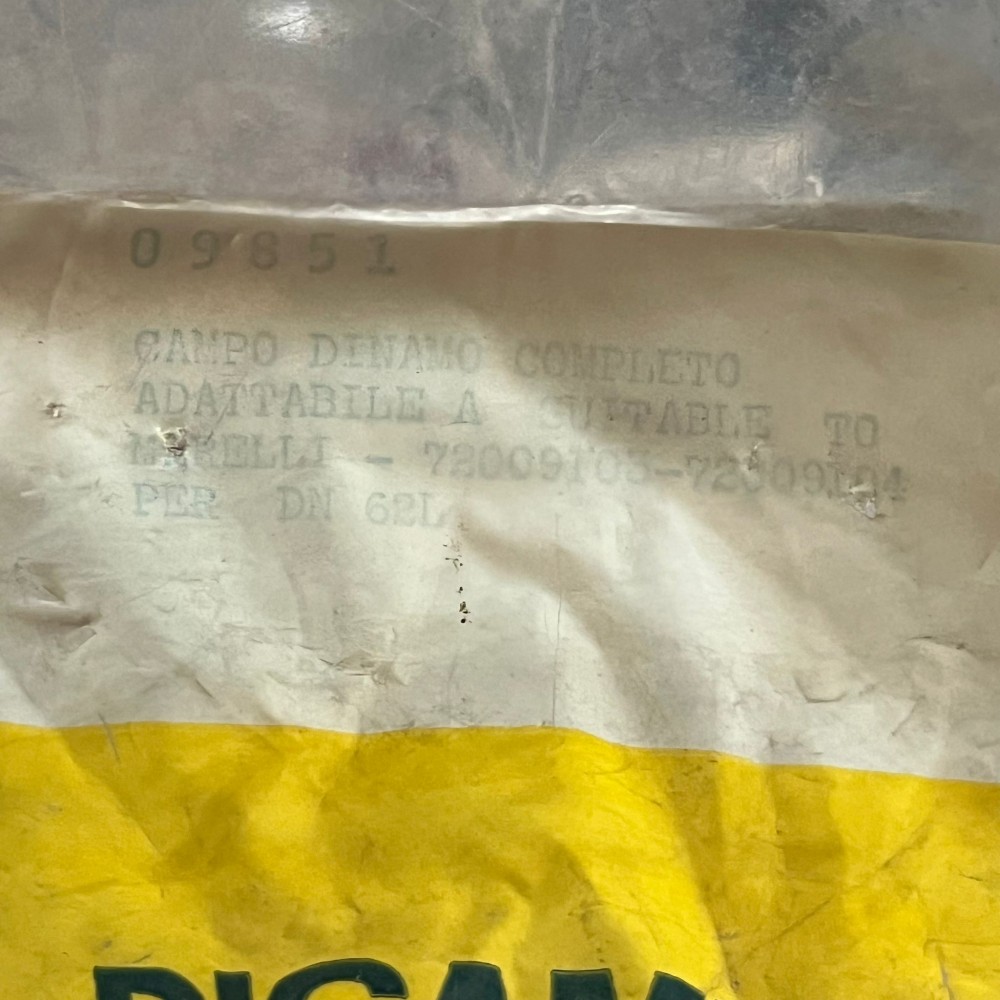 09851
CAMPO DINAMO COMPLETO
ADATTABILE A SUITABLE TO
MARELLI - 72009103-72009104
PER DN 62L